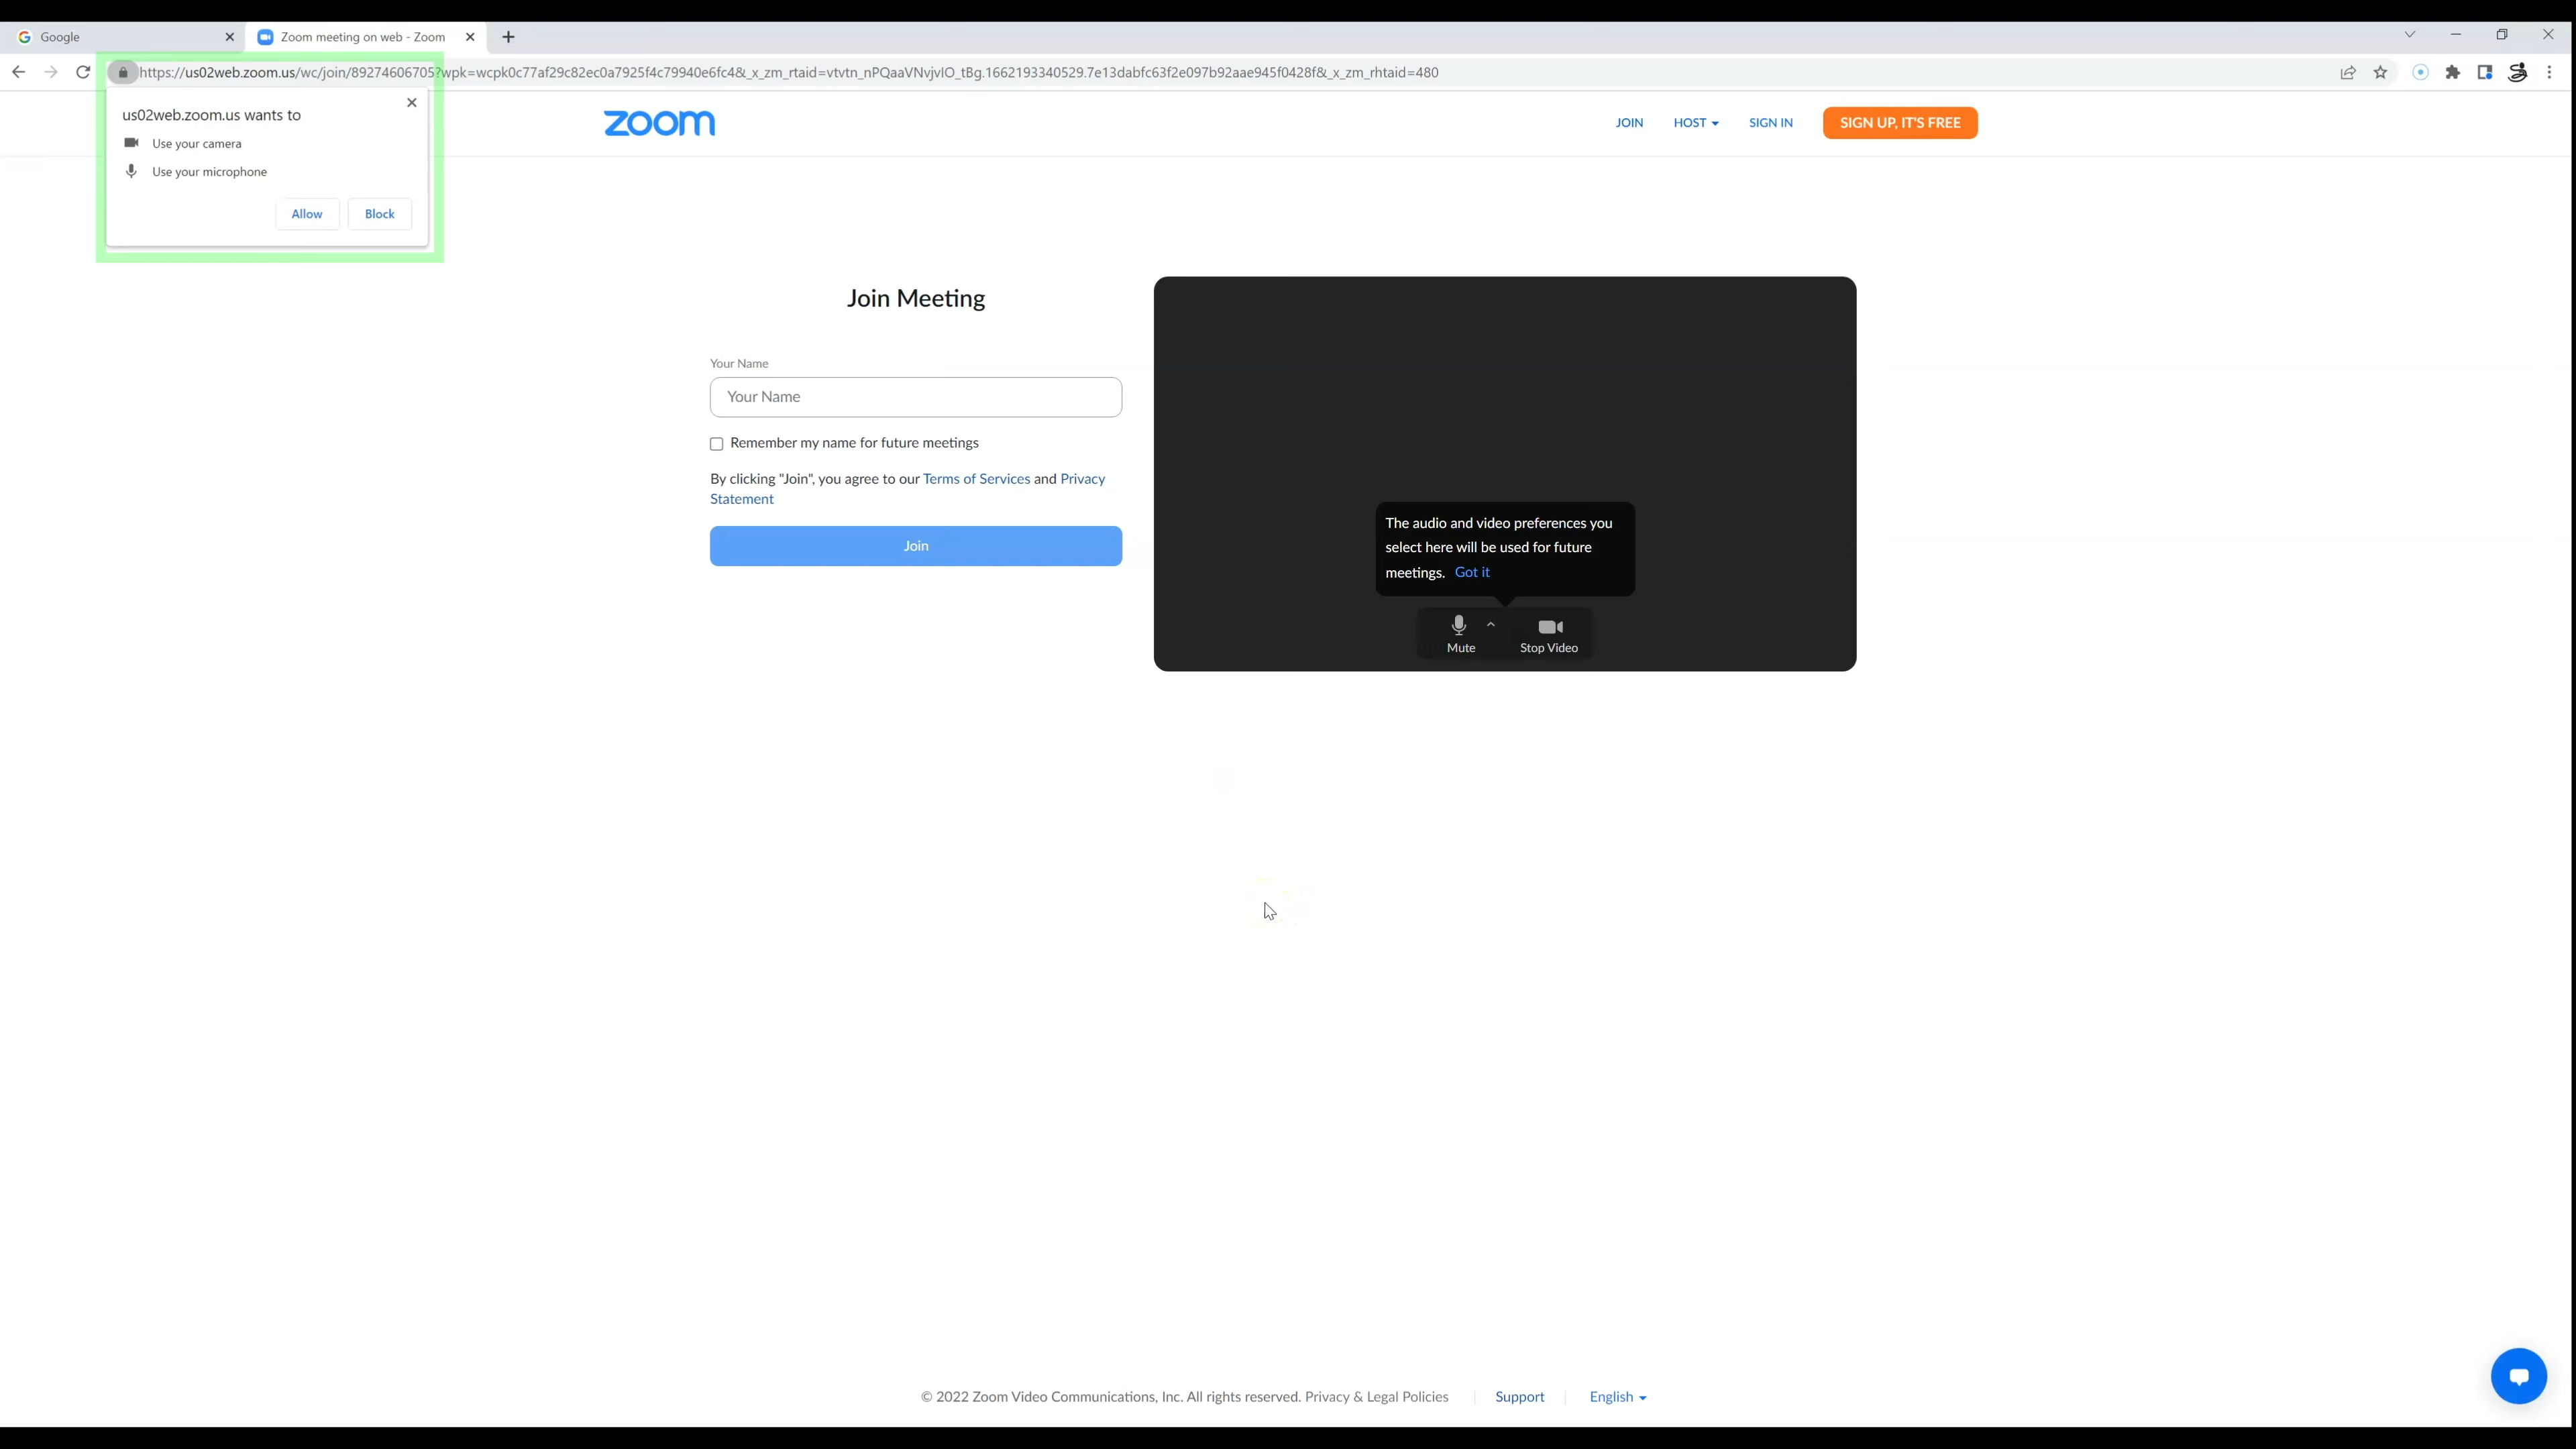 Google
Zoom meeting on web - Zoom
https://us02web.zoom.us/wc/join/89274606705?wpk=wcpk0c77af29c82ec0a7925f4c79940e6fc4&_x_zm_rtaid=vtvtn_nPQaaVNvjvIO_tBg.1662193340529.7e13dabfc63f2e097b92aae945f0428f&_x_zm_rhtaid=480
us02web.zoom.us wants to
Use your camera
Use your microphone
Allow Block
zoom
JOIN HOST SIGN IN SIGN UP, IT'S FREE
Join Meeting
Your Name
Your Name
Remember my name for future meetings
By clicking "Join", you agree to our Terms of Services and Privacy
Statement
Join
The audio and video preferences you
select here will be used for future
meetings. Got it
Mute Stop Video
© 2022 Zoom Video Communications, Inc. All rights reserved. Privacy & Legal Policies Support English